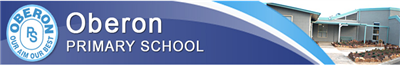 OBERON
PS
OUR AIM OUR BEST
Oberon
PRIMARY SCHOOL